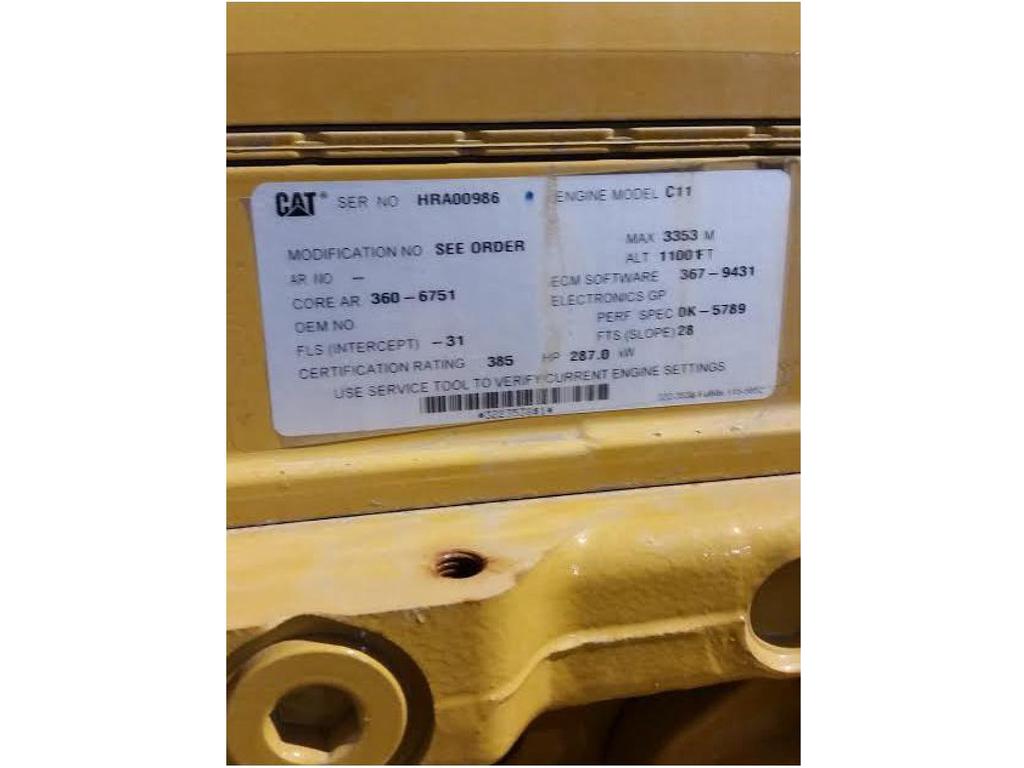 CAT® SER NO HRA00986 ENGINE MODEL C11
MODIFICATION NO SEE ORDER MAX 3353 M
AR NO – ALT 11001 FT
CORE AR 360-6751 ECM SOFTWARE 367-9431
OEM NO ELECTRONICS GP
FLS (INTERCEPT) -31 PERF SPEC 0K-5789
FTS (SLOPE) 28
CERTIFICATION RATING 385 HP 287.0 kW
USE SERVICE TOOL TO VERIFY CURRENT ENGINE SETTINGS